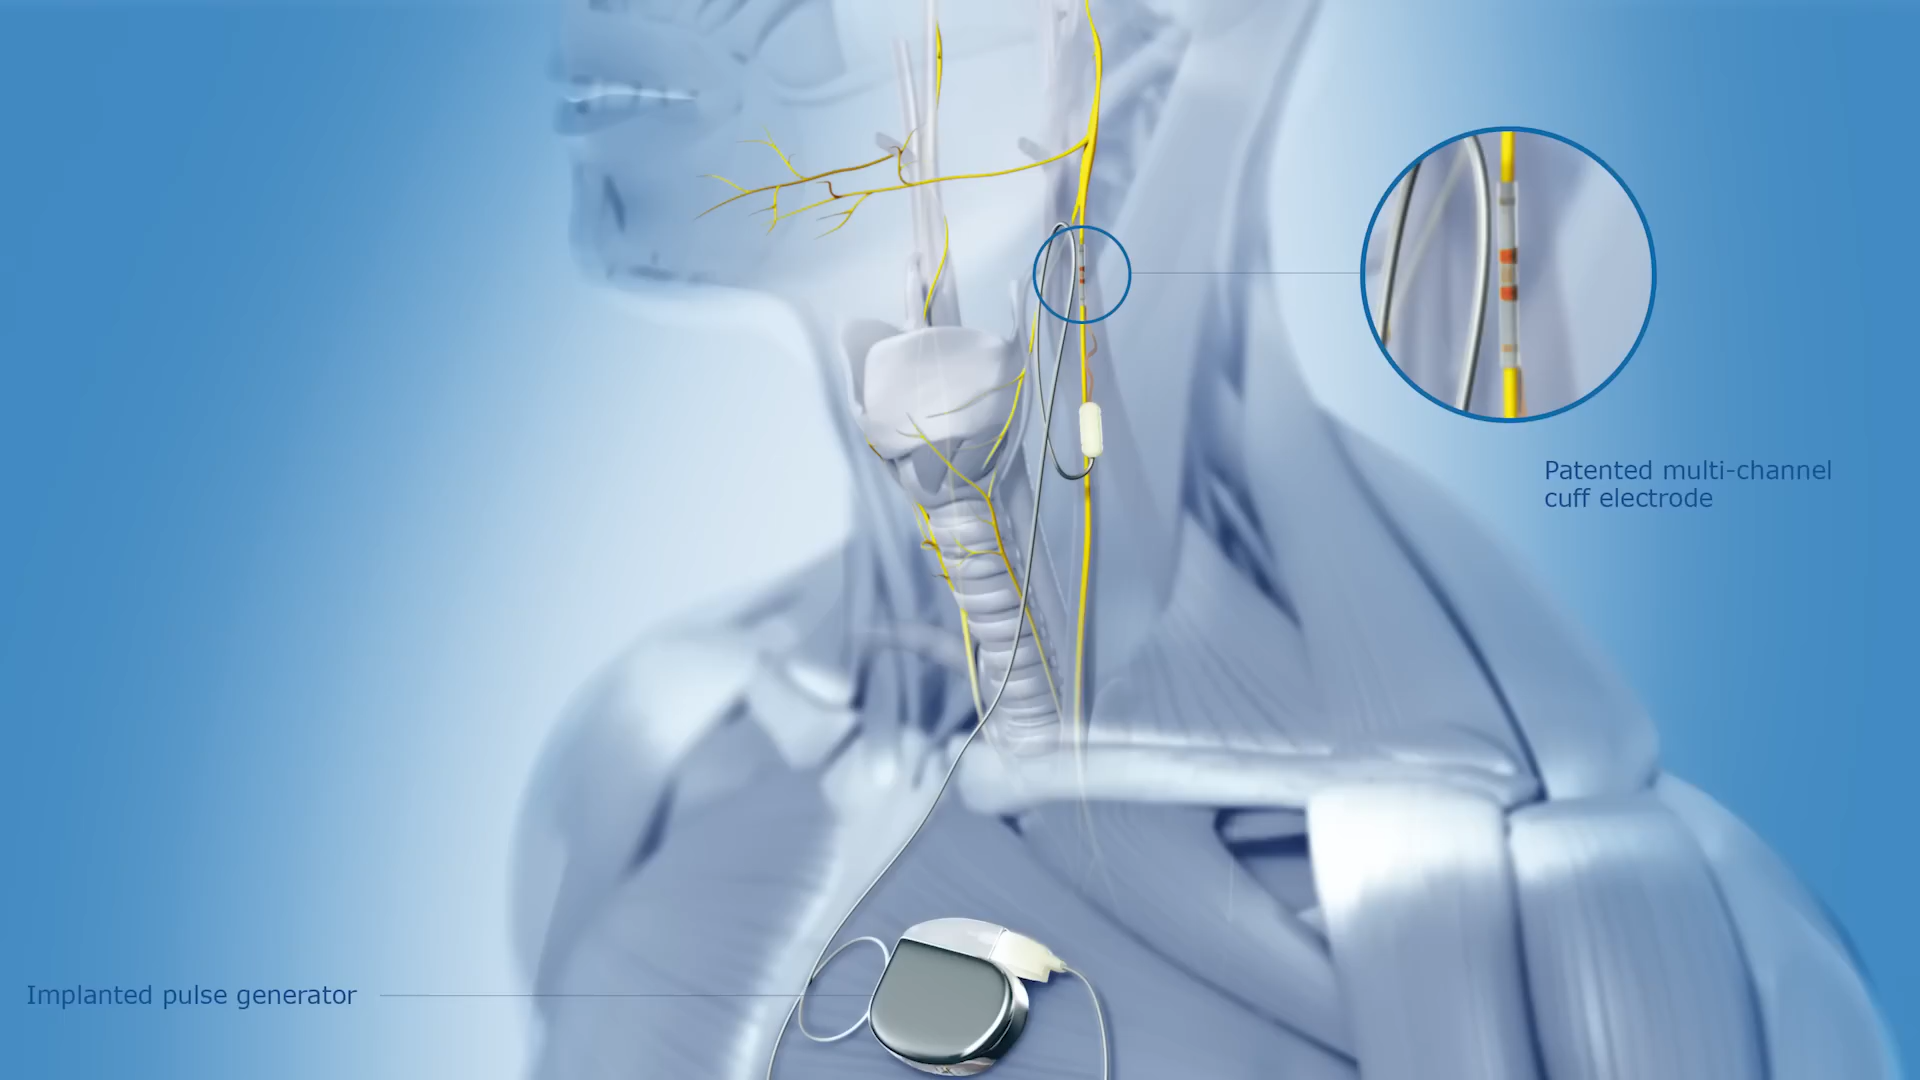 Patented multi-channel
cuff electrode
Implanted pulse generator